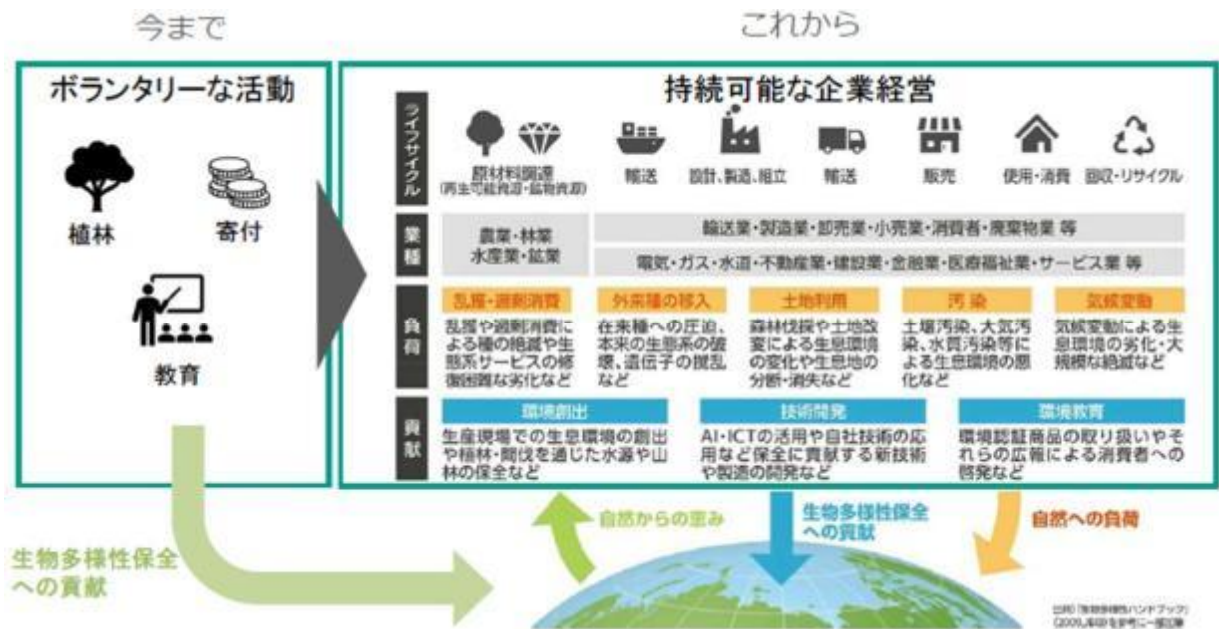 今まで
これから
ボランタリーな活動
植林
寄付
教育
持続可能な企業経営
ライフサイクル
原材料調達
(再生可能資源・鉱物資源)
輸送
設計、製造、組立
輸送
販売
使用・消費
回収・リサイクル
業種
農業・林業
水産業・鉱業
輸送業・製造業・卸売業・小売業・消費者・廃棄物業 等
電気・ガス・水道・不動産業・建設業・金融業・医療福祉業・サービス業 等
負荷
乱獲・過剰消費
乱獲や過剰消費に
よる種の絶滅や生
態系サービスの修
復困難な劣化など
外来種の移入
在来種への圧迫、
本来の生態系の破
壊、遺伝子の撹乱
など
土地利用
森林伐採や土地改
変による生息環境
の変化や生息地の
分断・消失など
汚染
土壌汚染、大気汚
染、水質汚染等に
よる生息環境の悪
化など
気候変動
気候変動による生
息環境の劣化・大
規模な絶滅など
貢献
環境創出
生産現場での生息環境の創出
や植林・間伐を通じた水源や山
林の保全など
技術開発
AI・ICTの活用や自社技術の応
用など保全に貢献する新技術
や製造の開発など
環境教育
環境認証商品の取り扱いやそ
れらの広報による消費者への
啓発など
自然からの恵み
生物多様性保全
への貢献
自然への負荷
生物多様性保全
への貢献
出典)「生物多様性ハンドブック」